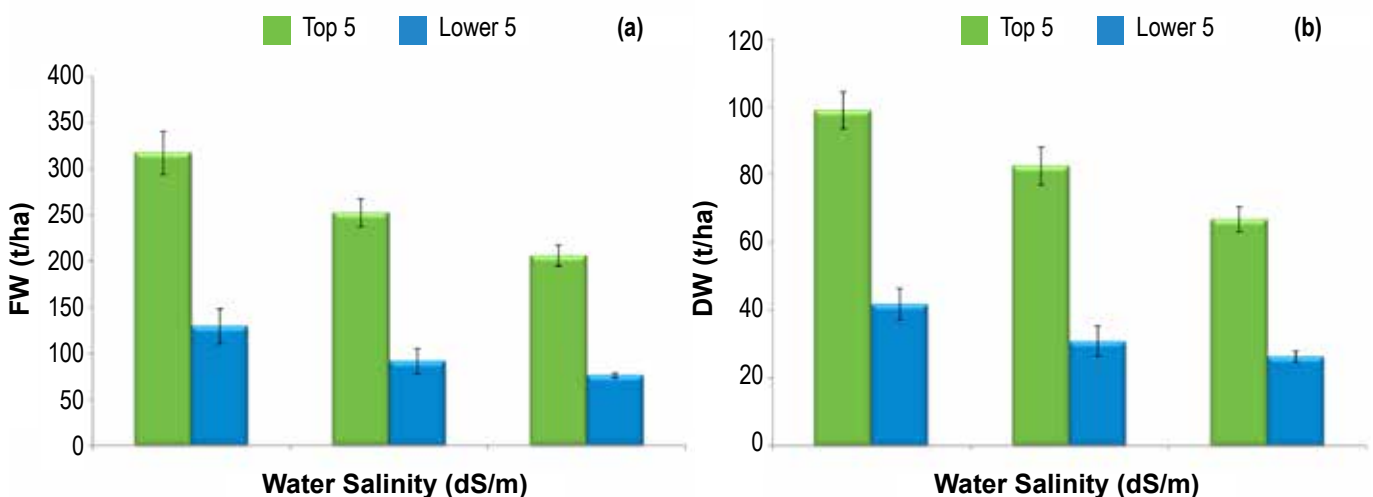 Top 5 Lower 5 (a)
400
350
300
250
200
150
100
50
0
FW (t/ha)
Water Salinity (dS/m)
Top 5 Lower 5 (b)
120
100
80
60
40
20
0
DW (t/ha)
Water Salinity (dS/m)